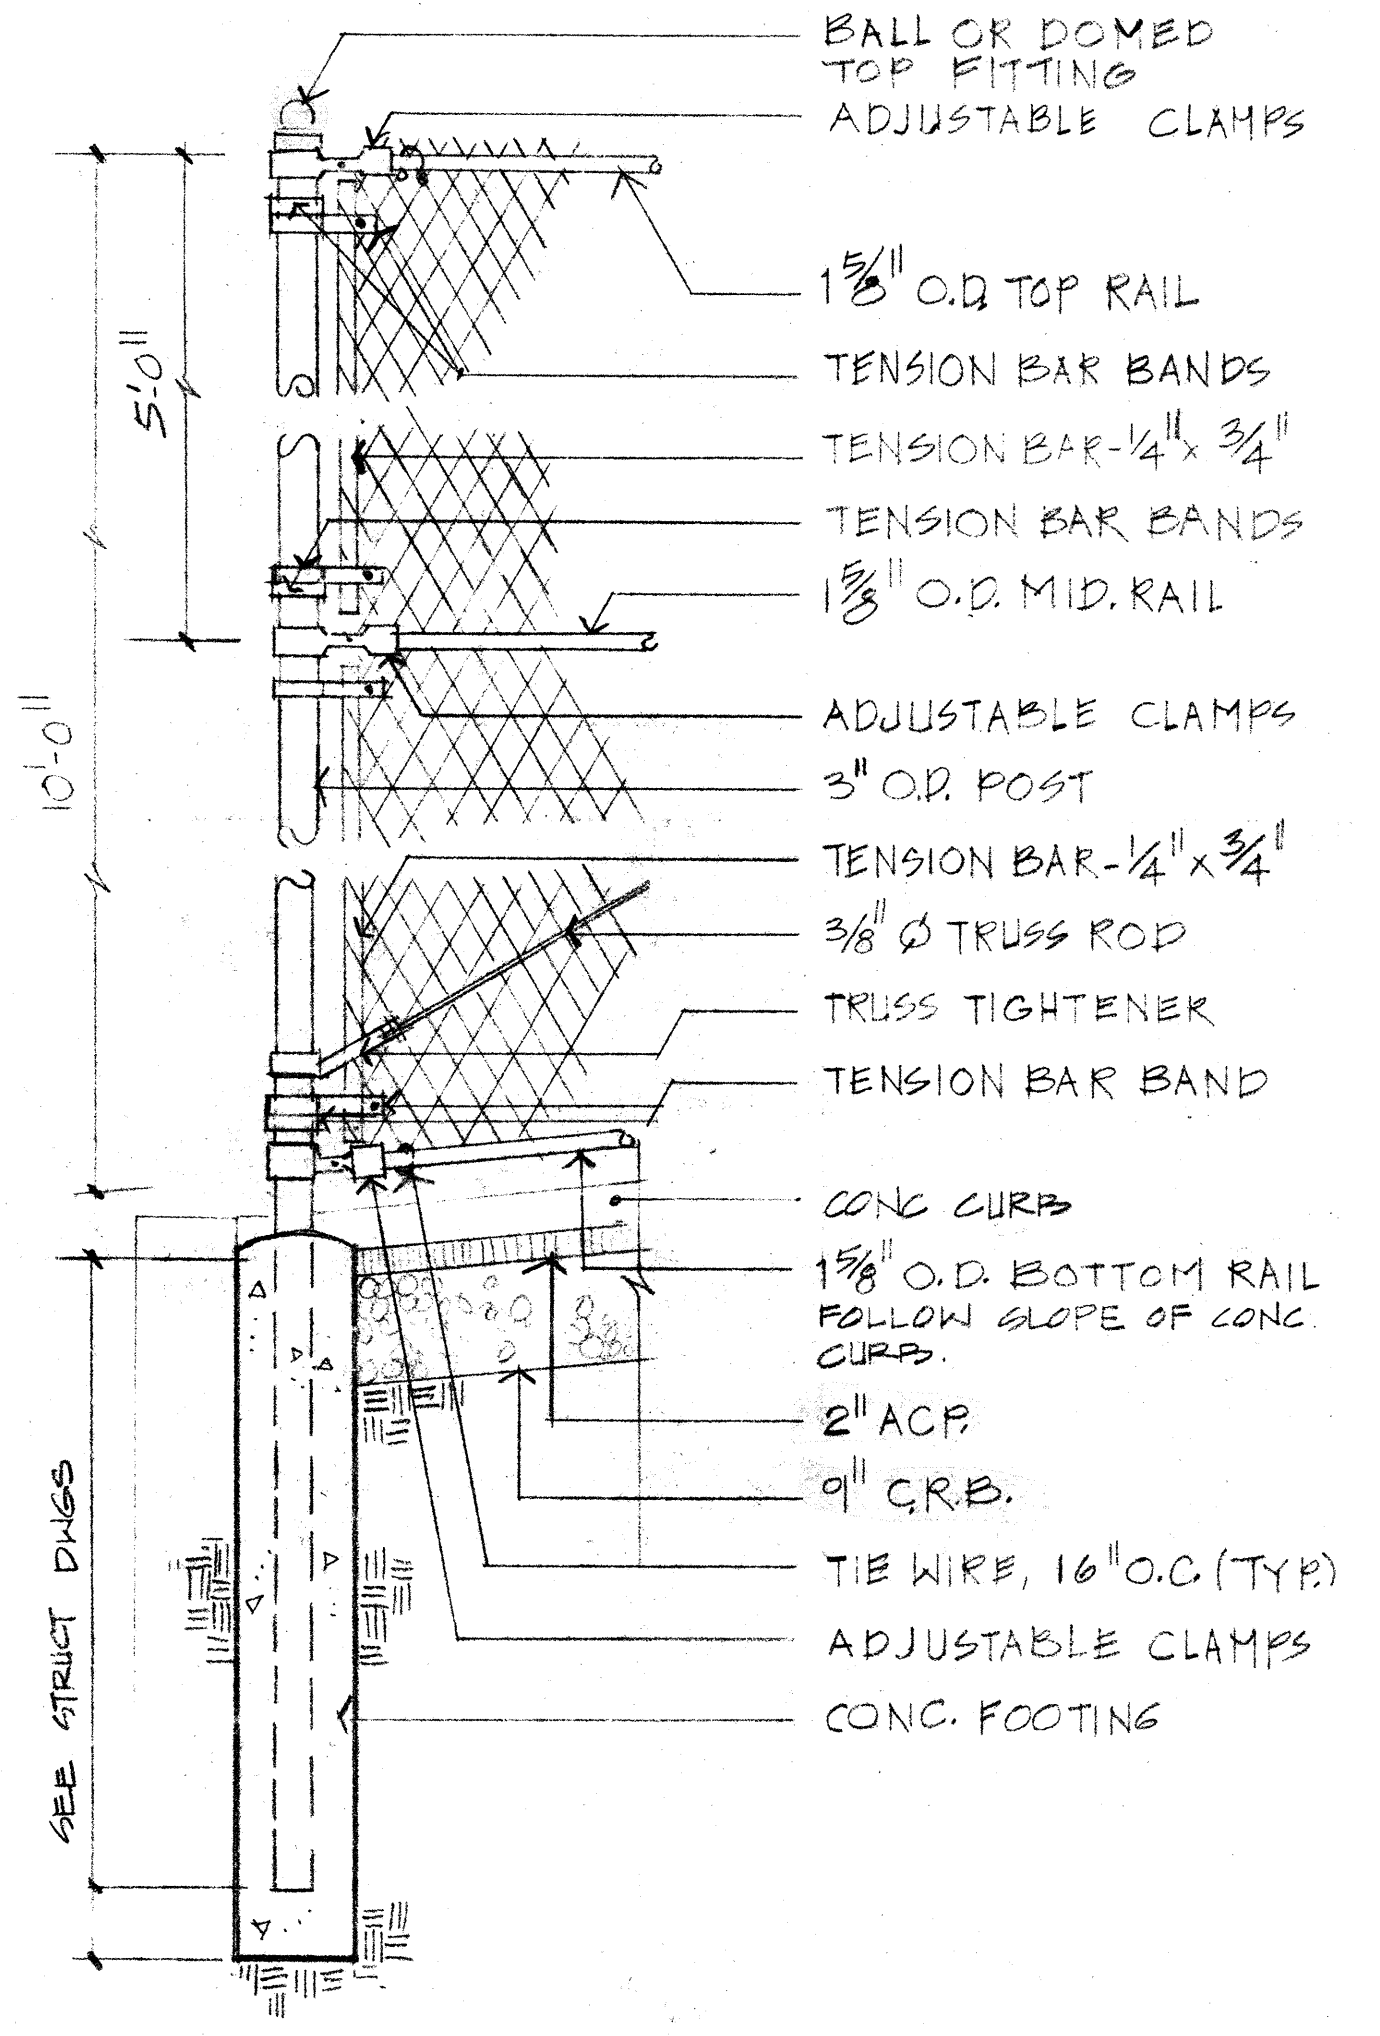 BALL OR DOMED
TOP FITTING
ADJUSTABLE CLAMPS
1 5/8" O.D. TOP RAIL
TENSION BAR BANDS
TENSION BAR-1/4" x 3/4"
TENSION BAR BANDS
1 5/8" O.D. MID. RAIL
ADJUSTABLE CLAMPS
3" O.D. POST
TENSION BAR-1/4" x 3/4"
3/8" Ø TRUSS ROD
TRUSS TIGHTENER
TENSION BAR BAND
CONC CURB
1 5/8" O.D. BOTTOM RAIL
FOLLOW SLOPE OF CONC.
CURB.
2" ACP.
9" C.R.B.
TIE WIRE, 16" O.C. (TYP.)
ADJUSTABLE CLAMPS
CONC. FOOTING
5'-0"
10'-0"
SEE STRUCT DWGS